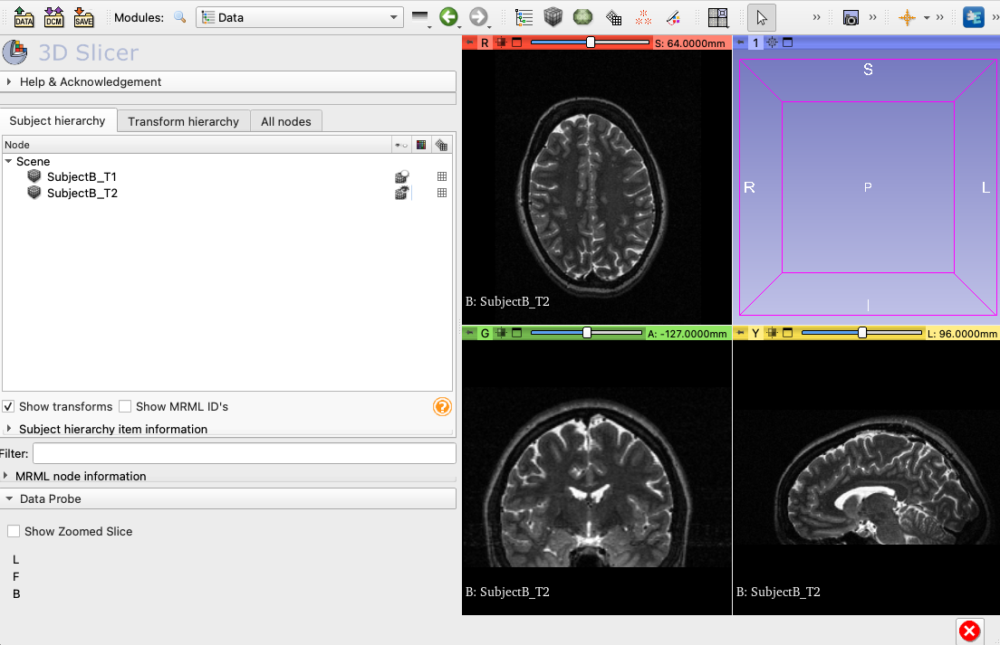 DATA
DCM
SAVE
Modules:
Data
3D Slicer
Help & Acknowledgement
Subject hierarchy
Transform hierarchy
All nodes
Node
Scene
SubjectB_T1
SubjectB_T2
Show transforms
Show MRML ID's
?
Subject hierarchy item information
Filter:
MRML node information
Data Probe
Show Zoomed Slice
L
F
B
R
S: 64.0000mm
B: SubjectB_T2
1
S
R
P
L
I
G
A: -127.0000mm
B: SubjectB_T2
Y
L: 96.0000mm
B: SubjectB_T2